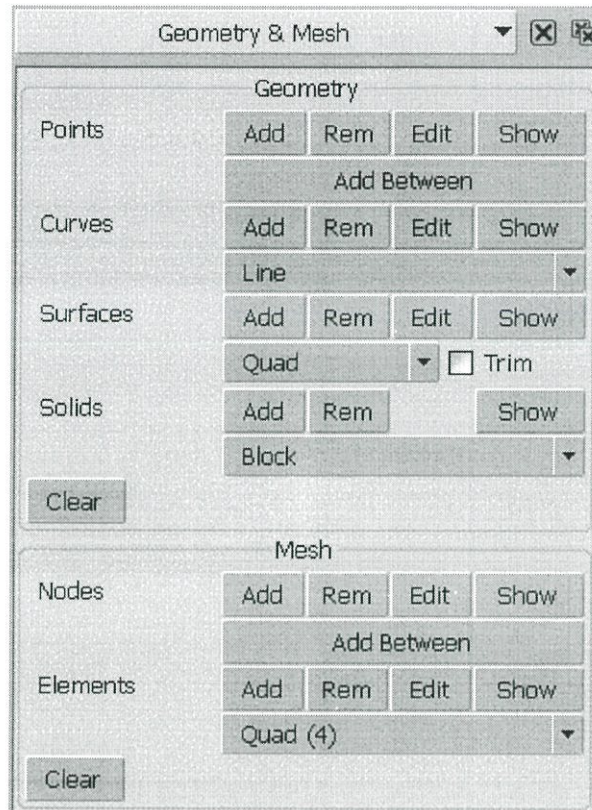 Geometry & Mesh
Geometry
Points Add Rem Edit Show
Add Between
Curves Add Rem Edit Show
Line
Surfaces Add Rem Edit Show
Quad Trim
Solids Add Rem Show
Block
Clear
Mesh
Nodes Add Rem Edit Show
Add Between
Elements Add Rem Edit Show
Quad (4)
Clear